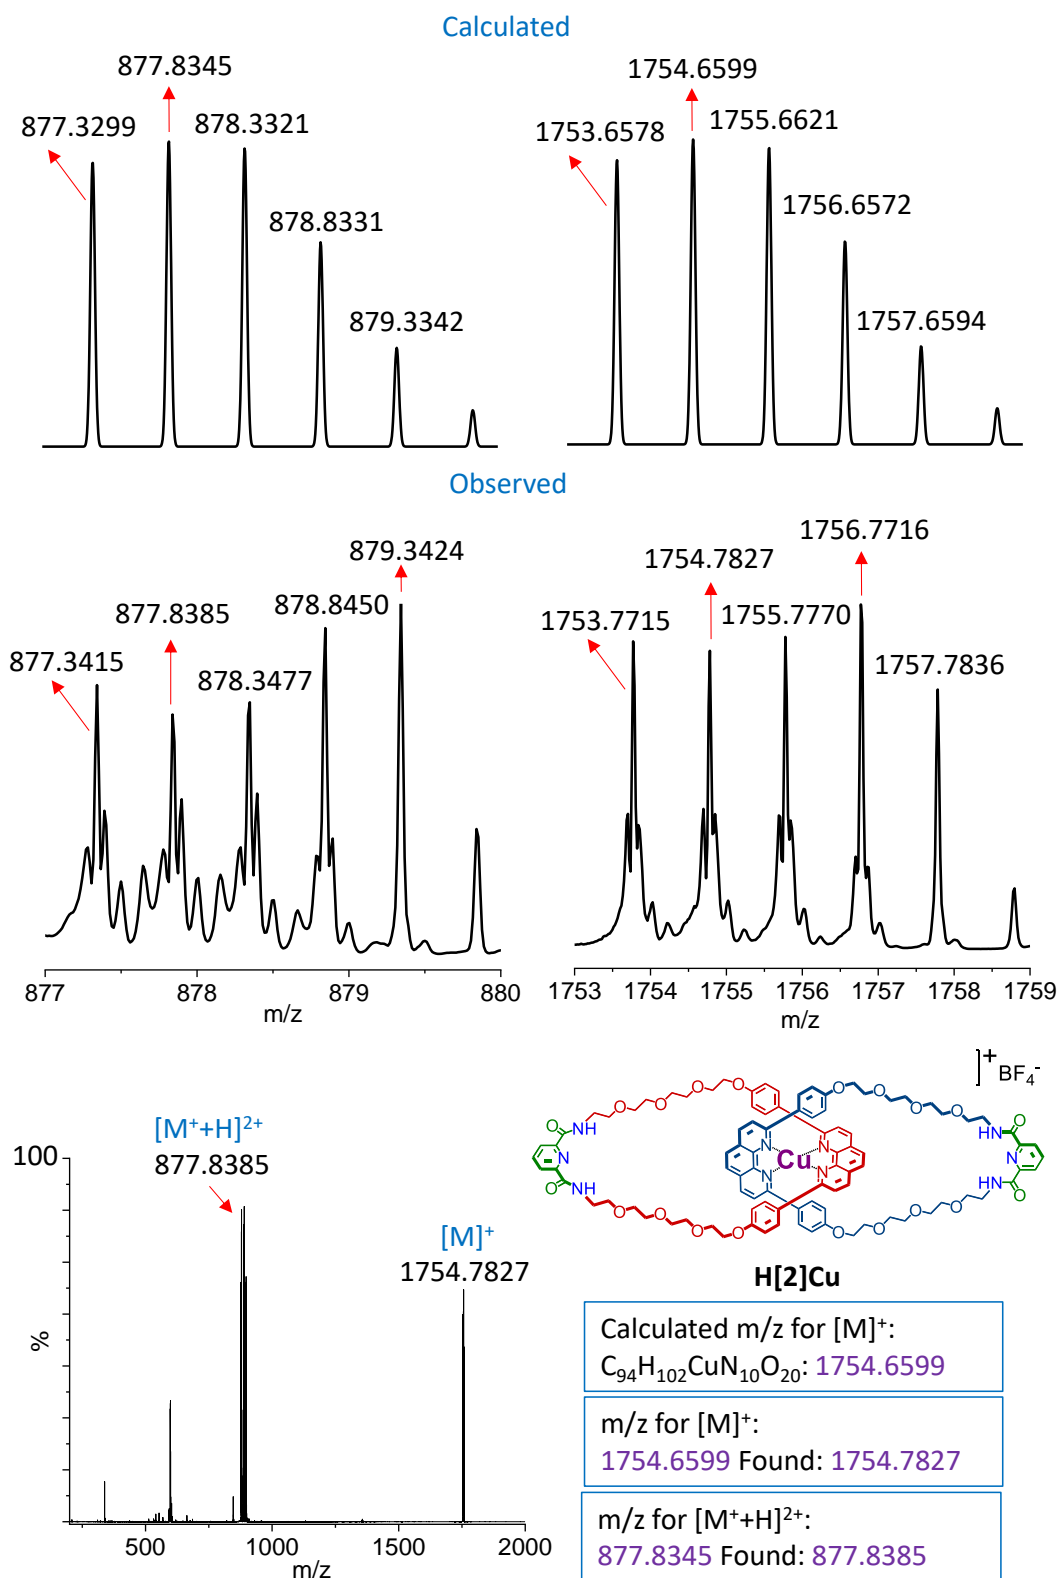 Calculated
877.8345
877.3299
878.3321
878.8331
879.3342
1754.6599
1753.6578
1755.6621
1756.6572
1757.6594
Observed
879.3424
877.8385
878.8450
877.3415
878.3477
877 878 879 880
m/z
1756.7716
1754.7827
1753.7715
1755.7770
1757.7836
1753 1754 1755 1756 1757 1758 1759
m/z
[M⁺+H]²⁺
877.8385
[M]⁺
1754.7827
100
%
500 1000 1500 2000
m/z
]⁺ BF₄⁻
O O O O O O O O
O NH NH O
N N N Cu N N N
O NH NH O
O O O O O O O O
H[2]Cu
Calculated m/z for [M]⁺:
C₉₄H₁₀₂CuN₁₀O₂₀: 1754.6599
m/z for [M]⁺:
1754.6599 Found: 1754.7827
m/z for [M⁺+H]²⁺:
877.8345 Found: 877.8385